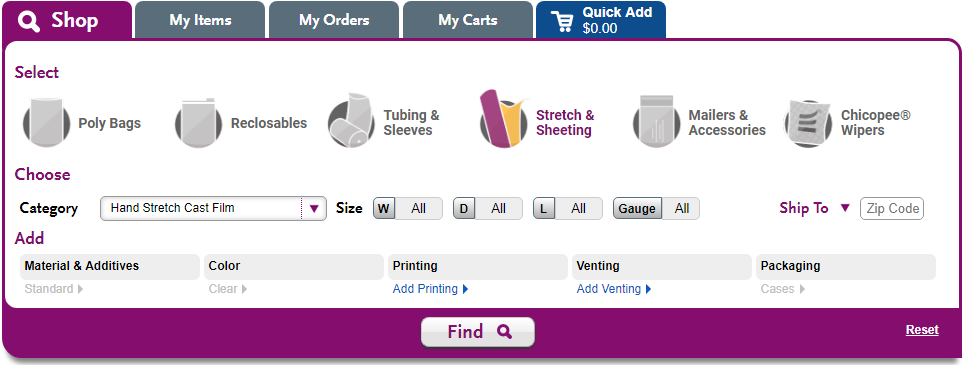 Shop
My Items
My Orders
My Carts
Quick Add
$0.00
Select
Poly Bags
Reclosables
Tubing &
Sleeves
Stretch &
Sheeting
Mailers &
Accessories
Chicopee®
Wipers
Choose
Category Hand Stretch Cast Film Size W All D All L All Gauge All Ship To Zip Code
Add
Material & Additives Color Printing Venting Packaging
Standard Clear Add Printing Add Venting Cases
Find Reset